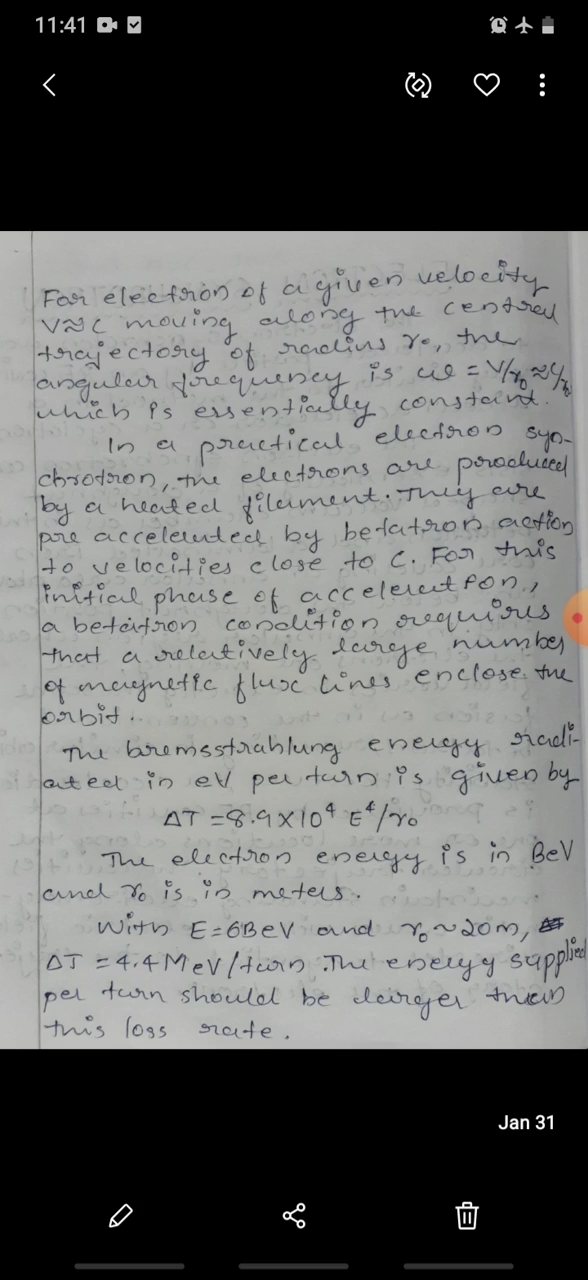 11:41
For electron of a given velocity
V≈c moving along the central
trajectory of radius r₀, the
angular frequency is ω = V/r₀ ≈ c/r₀
which is essentially constant.
In a practical electron syn-
chrotron, the electrons are produced
by a heated filament. They are
pre accelerated by betatron action
to velocities close to C. For this
initial phase of acceleration,
a betatron condition requires
that a relatively large number
of magnetic flux lines enclose the
orbit.
The bremsstrahlung energy radi-
ated in eV per turn is given by
ΔT = 8.9 X 10⁴ E⁴/r₀
The electron energy is in BeV
and r₀ is in meters.
With E=6BeV and r₀~20m,
ΔT = 4.4 MeV/turn. The energy supplied
per turn should be larger than
this loss rate.
Jan 31